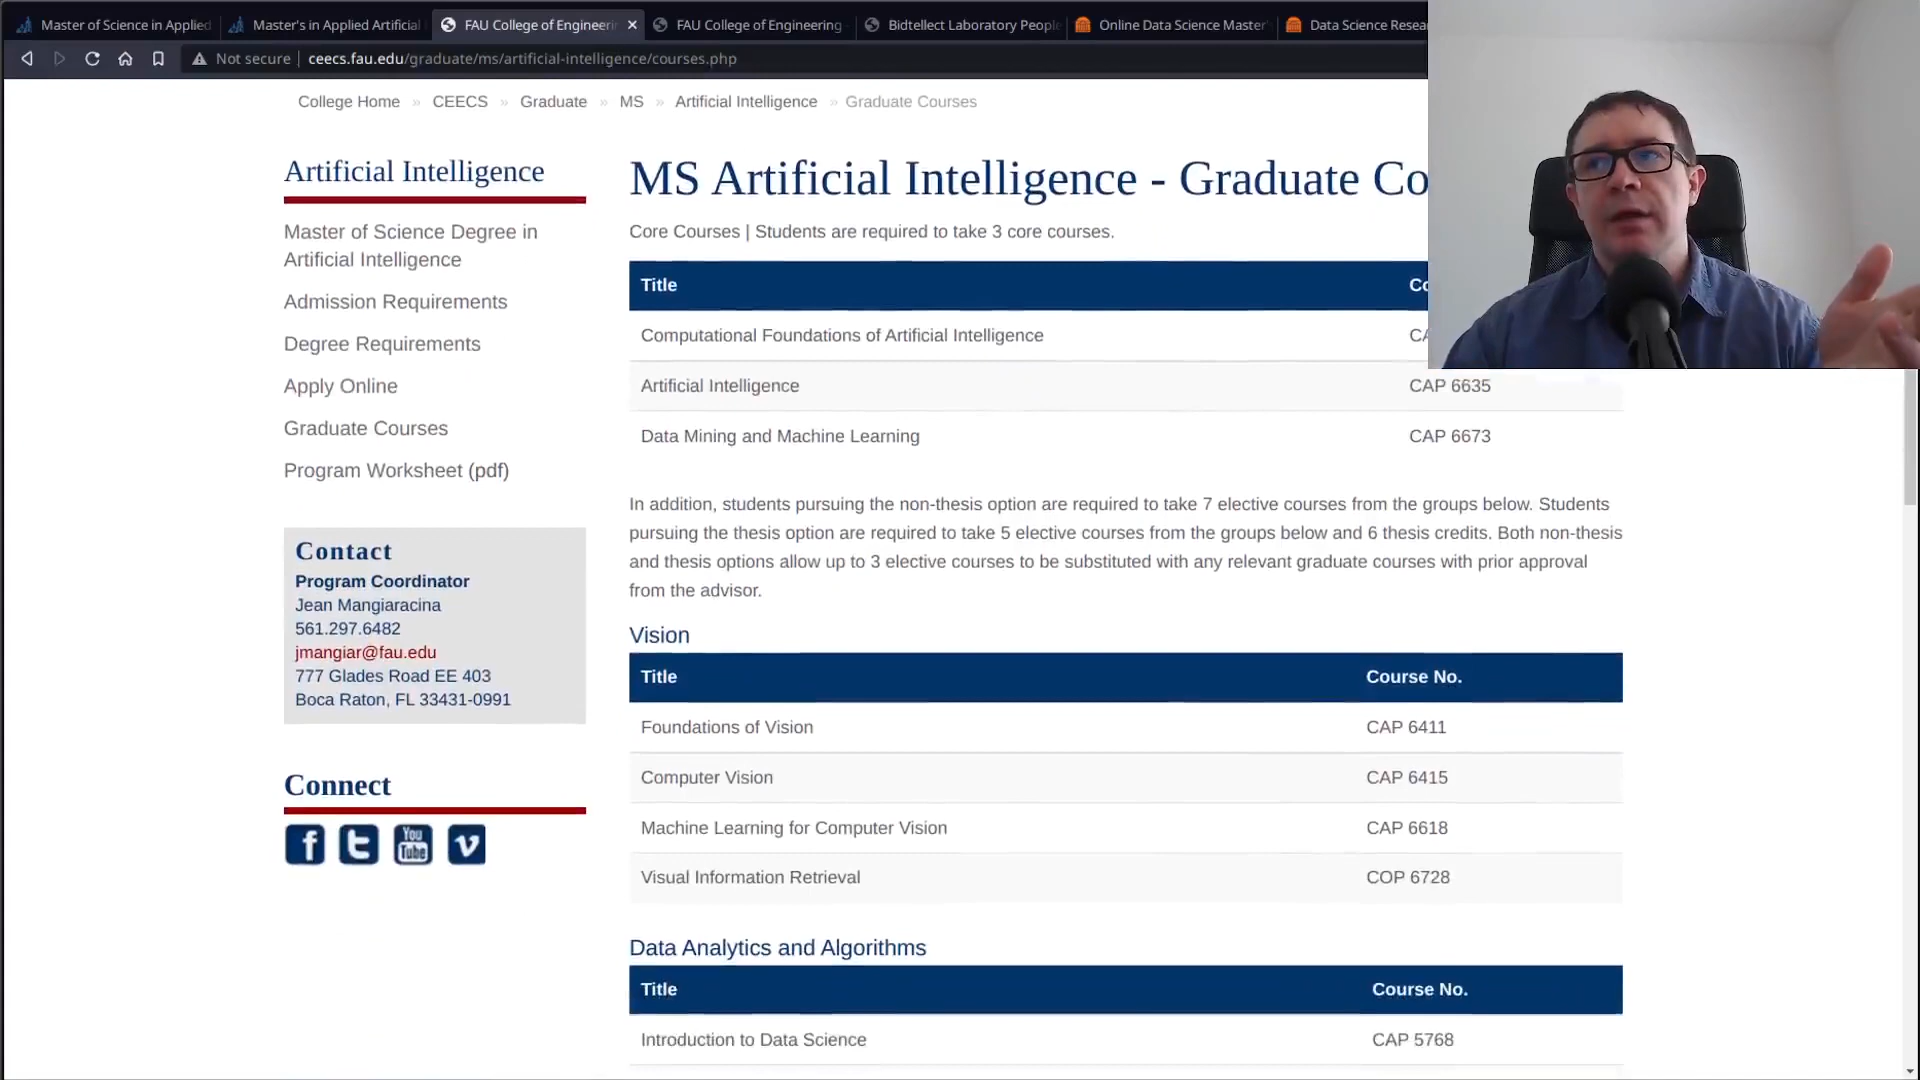 Master of Science in Applied
Master's in Applied Artificial
FAU College of Engineerin
FAU College of Engineering
Bidtellect Laboratory People
Online Data Science Master'
Data Science Resea
Not secure
ceecs.fau.edu/graduate/ms/artificial-intelligence/courses.php
College Home » CEECS » Graduate » MS » Artificial Intelligence » Graduate Courses
Artificial Intelligence
Master of Science Degree in
Artificial Intelligence
Admission Requirements
Degree Requirements
Apply Online
Graduate Courses
Program Worksheet (pdf)
Contact
Program Coordinator
Jean Mangiaracina
561.297.6482
jmangiar@fau.edu
777 Glades Road EE 403
Boca Raton, FL 33431-0991
Connect
You
Tube
MS Artificial Intelligence - Graduate Co
Core Courses | Students are required to take 3 core courses.
Title Co
Computational Foundations of Artificial Intelligence CA
Artificial Intelligence CAP 6635
Data Mining and Machine Learning CAP 6673
In addition, students pursuing the non-thesis option are required to take 7 elective courses from the groups below. Students
pursuing the thesis option are required to take 5 elective courses from the groups below and 6 thesis credits. Both non-thesis
and thesis options allow up to 3 elective courses to be substituted with any relevant graduate courses with prior approval
from the advisor.
Vision
Title Course No.
Foundations of Vision CAP 6411
Computer Vision CAP 6415
Machine Learning for Computer Vision CAP 6618
Visual Information Retrieval COP 6728
Data Analytics and Algorithms
Title Course No.
Introduction to Data Science CAP 5768